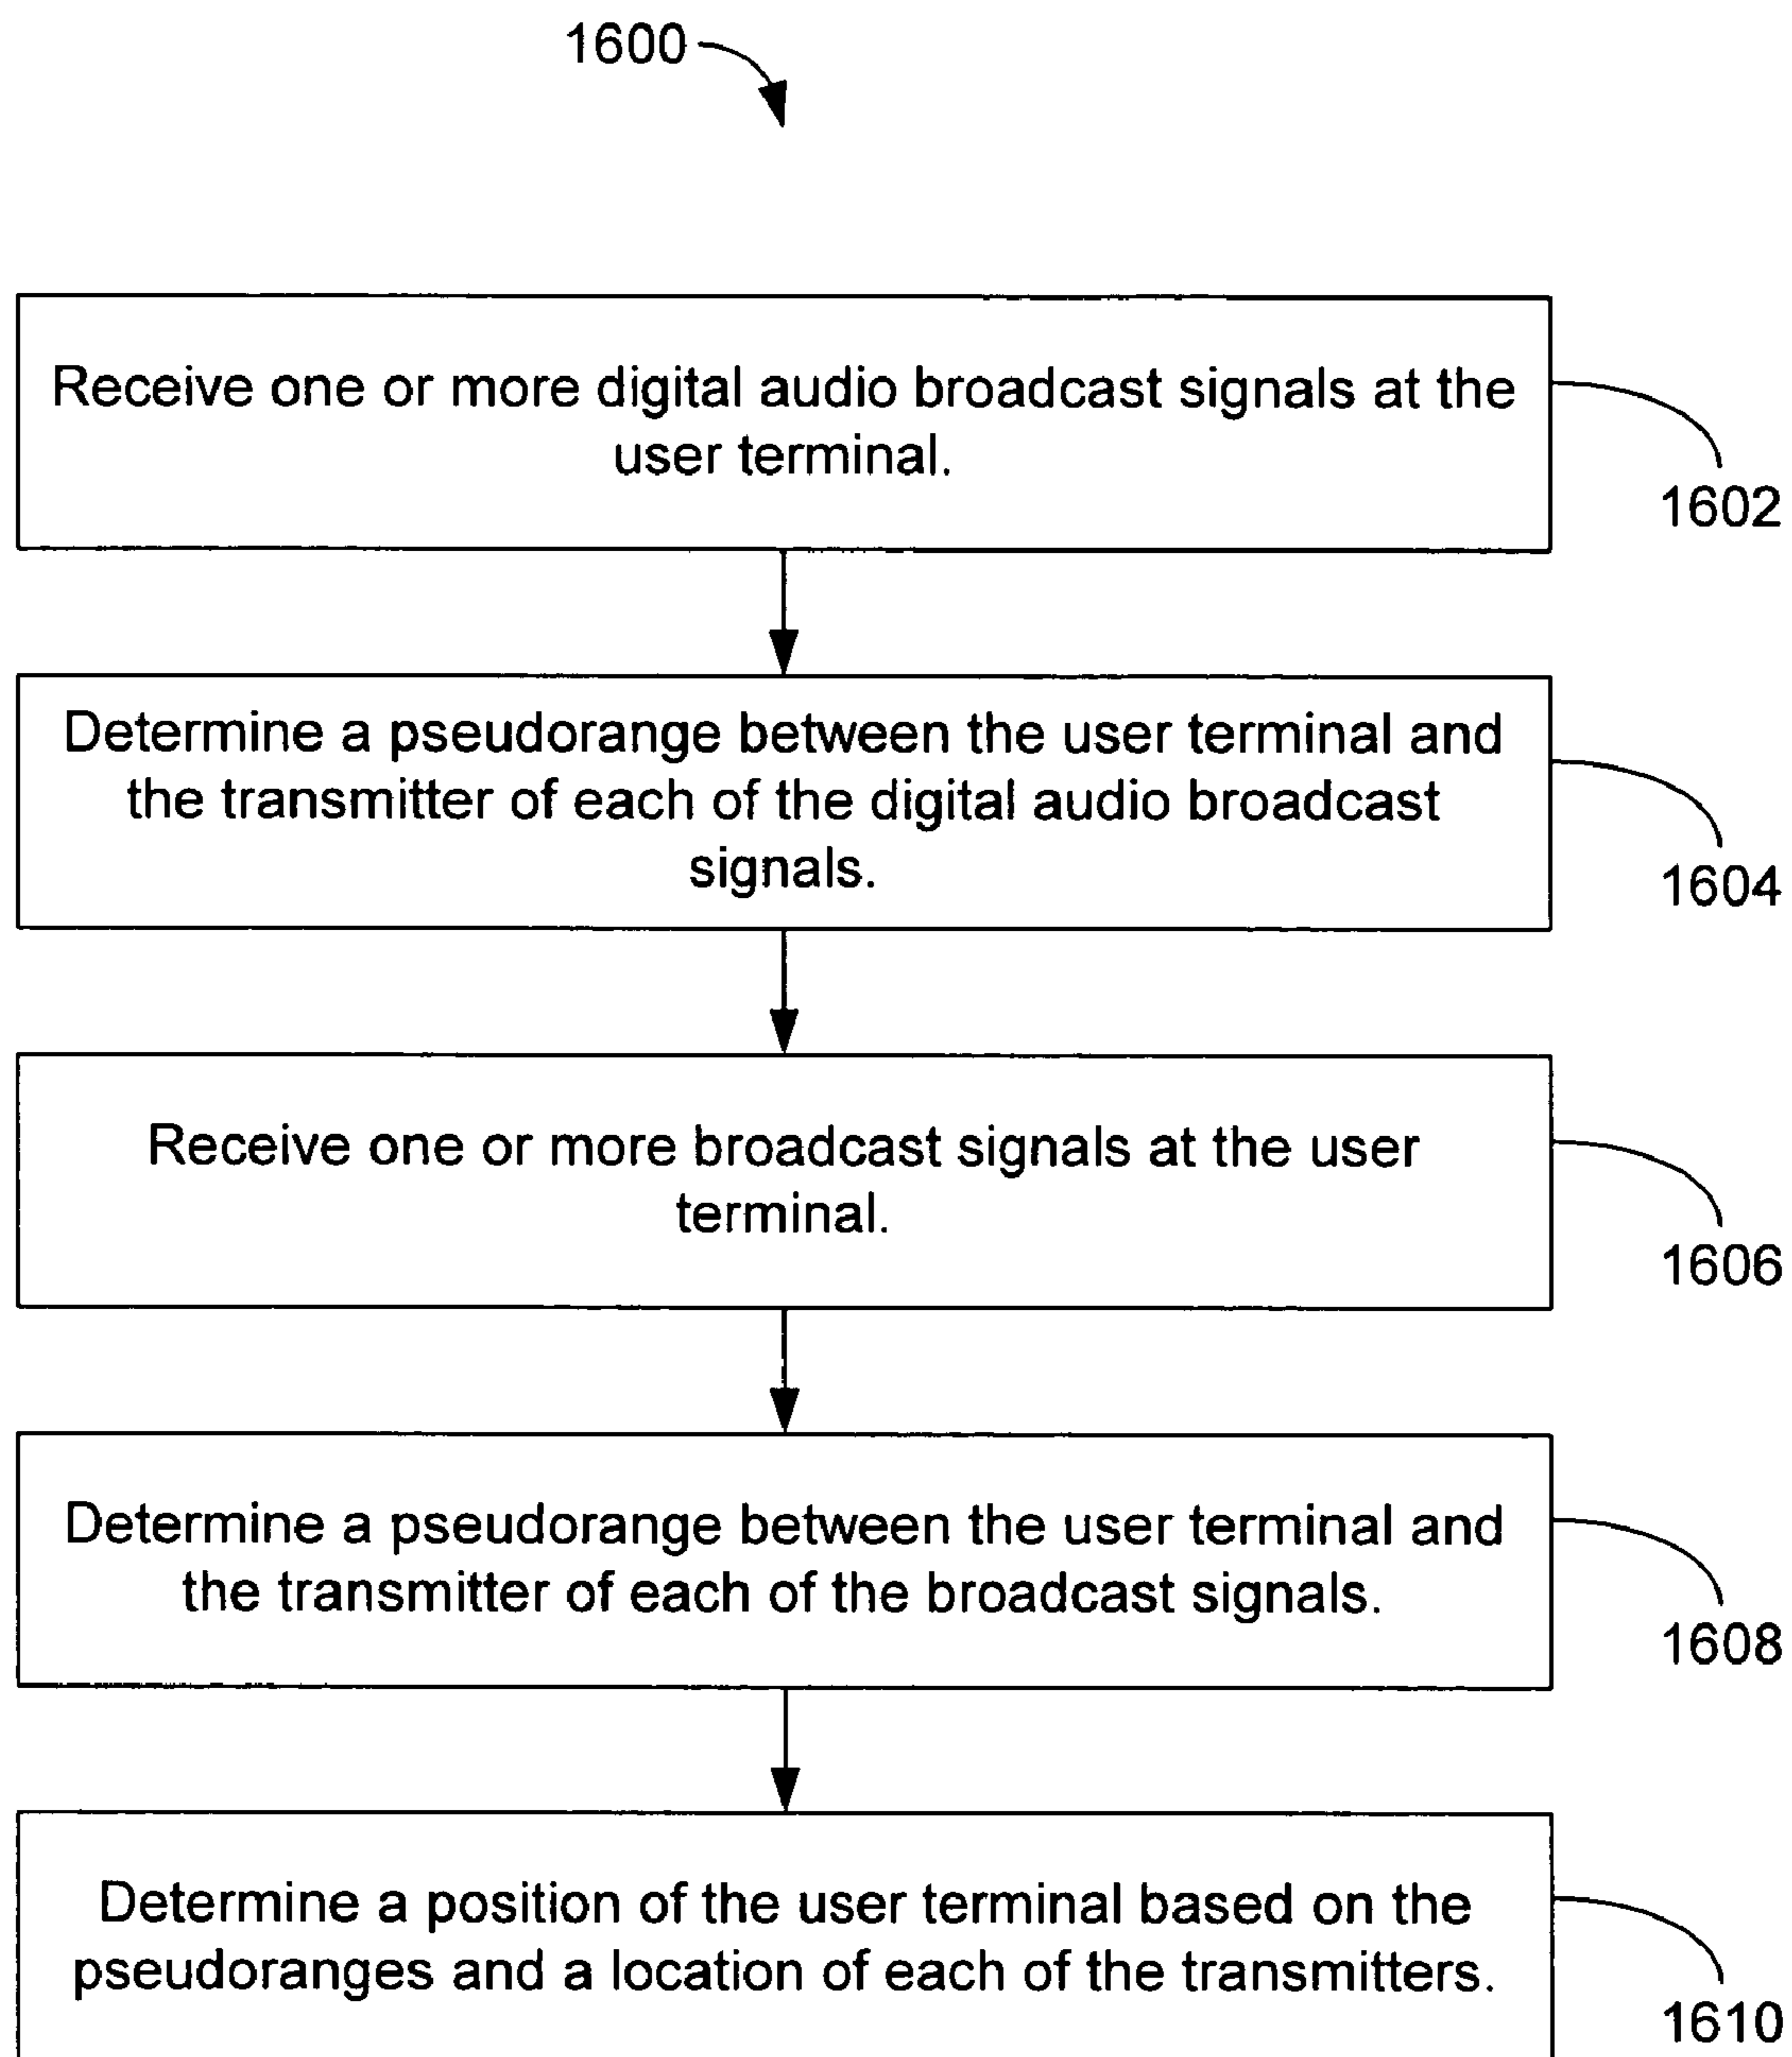 1600
Receive one or more digital audio broadcast signals at the
user terminal.
1602
Determine a pseudorange between the user terminal and
the transmitter of each of the digital audio broadcast
signals.
1604
Receive one or more broadcast signals at the user
terminal.
1606
Determine a pseudorange between the user terminal and
the transmitter of each of the broadcast signals.
1608
Determine a position of the user terminal based on the
pseudoranges and a location of each of the transmitters.
1610